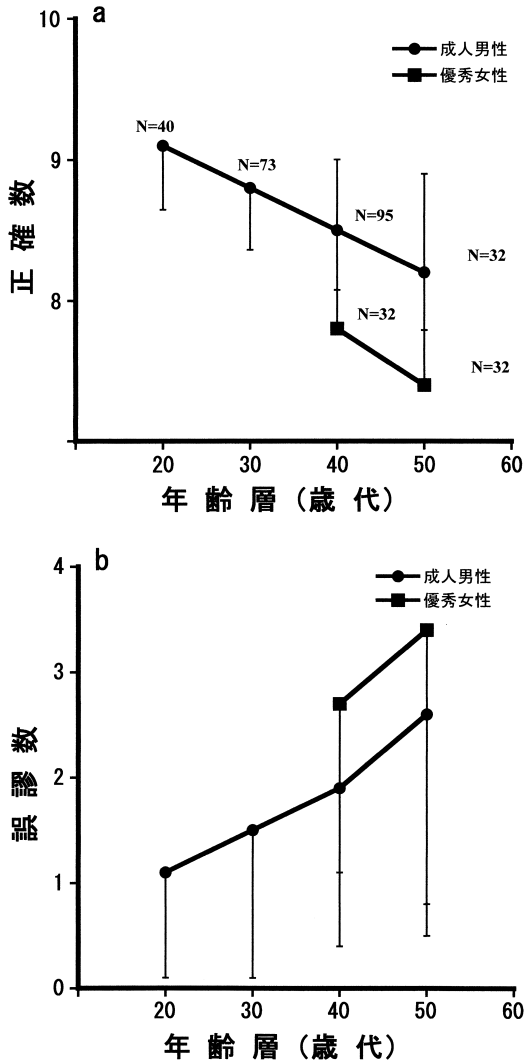 a
10
成人男性
優秀女性
N=40
N=73
9
N=95
N=32
8
N=32
N=32
正確数
20 30 40 50 60
年齢層（歳代）
b
4
成人男性
優秀女性
3
2
1
0
誤謬数
20 30 40 50 60
年齢層（歳代）